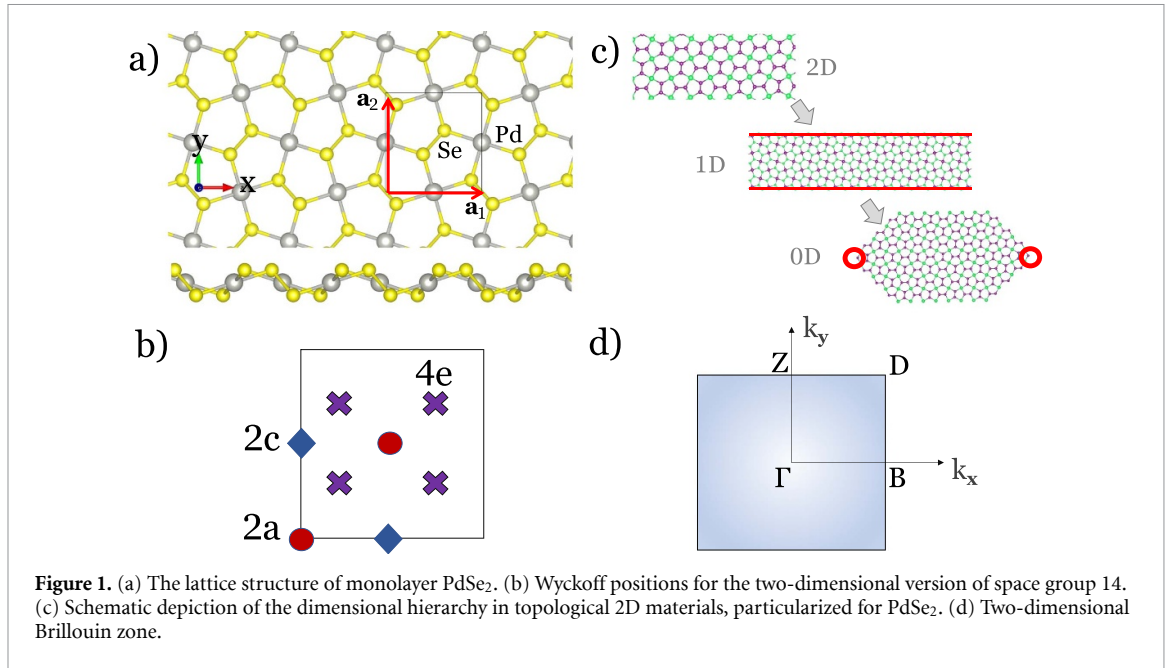 a)
a₂
Pd
Se
y
x
a₁
b)
4e
2c
2a
c)
2D
1D
0D
d)
k_y
Z
D
Γ
B
k_x
Figure 1. (a) The lattice structure of monolayer PdSe₂. (b) Wyckoff positions for the two-dimensional version of space group 14.
(c) Schematic depiction of the dimensional hierarchy in topological 2D materials, particularized for PdSe₂. (d) Two-dimensional
Brillouin zone.